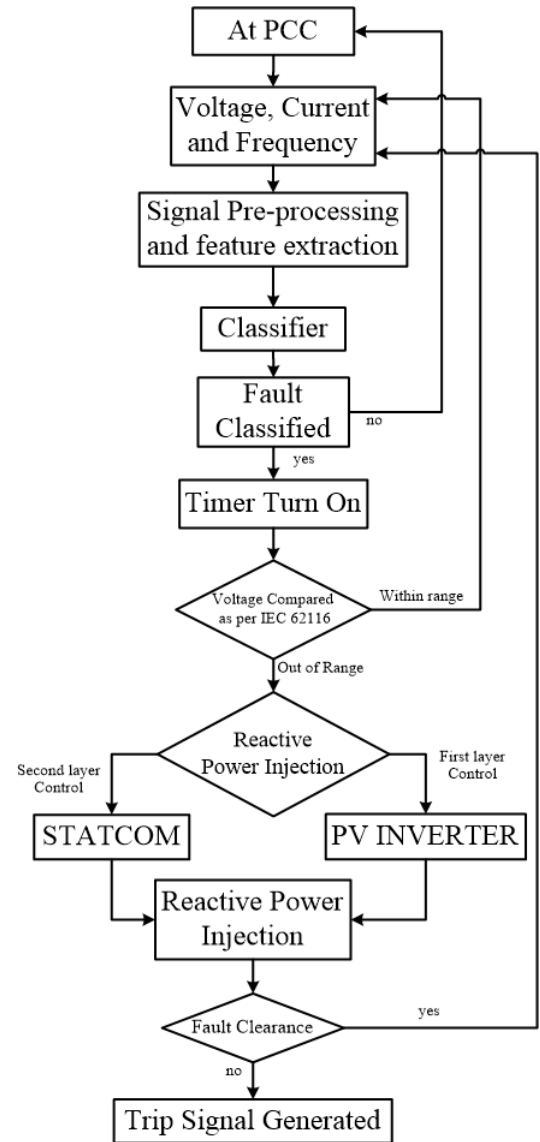 At PCC
Voltage, Current
and Frequency
Signal Pre-processing
and feature extraction
Classifier
Fault
Classified
no
yes
Timer Turn On
Voltage Compared
as per IEC 62116
Within range
Out of Range
Reactive
Power Injection
Second layer
Control
First layer
Control
STATCOM
PV INVERTER
Reactive Power
Injection
Fault Clearance
yes
no
Trip Signal Generated